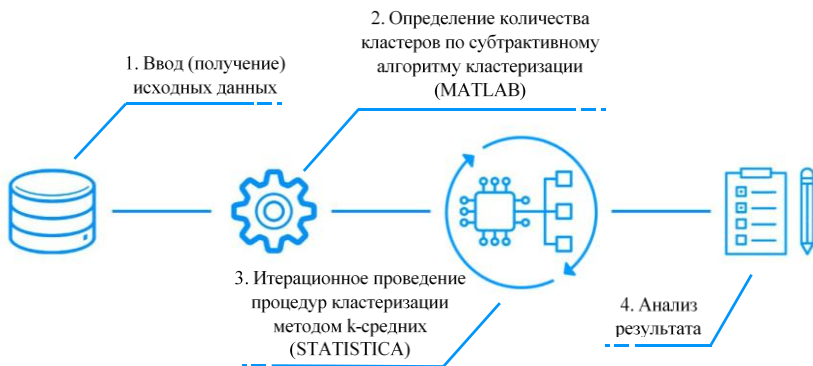 1. Ввод (получение)
исходных данных
2. Определение количества
кластеров по субтрактивному
алгоритму кластеризации
(MATLAB)
3. Итерационное проведение
процедур кластеризации
методом k-средних
(STATISTICA)
4. Анализ
результата